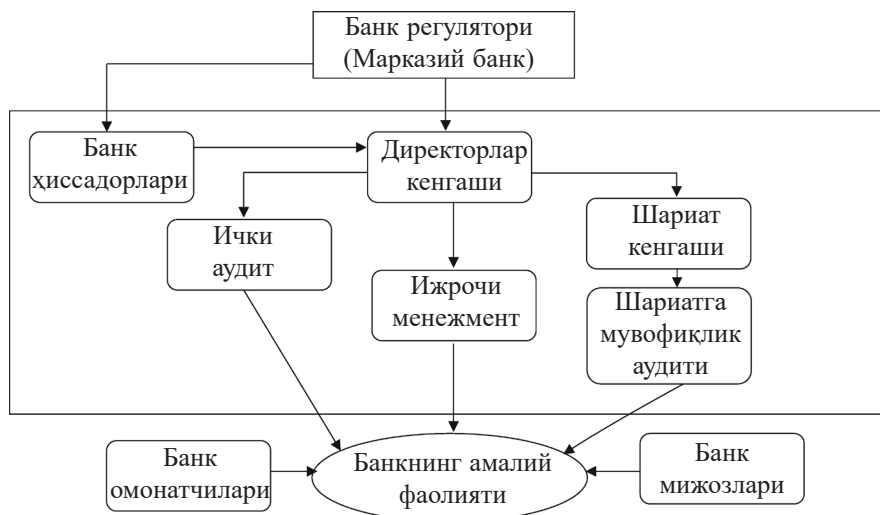 Банк регулятори
(Марказий банк)
Банк
ҳиссадорлари
Директорлар
кенгаши
Шариат
кенгаши
Ички
аудит
Ижрочи
менежмент
Шариатга
мувофиқлик
аудити
Банк
омонатчилари
Банкнинг амалий
фаолияти
Банк
мижозлари